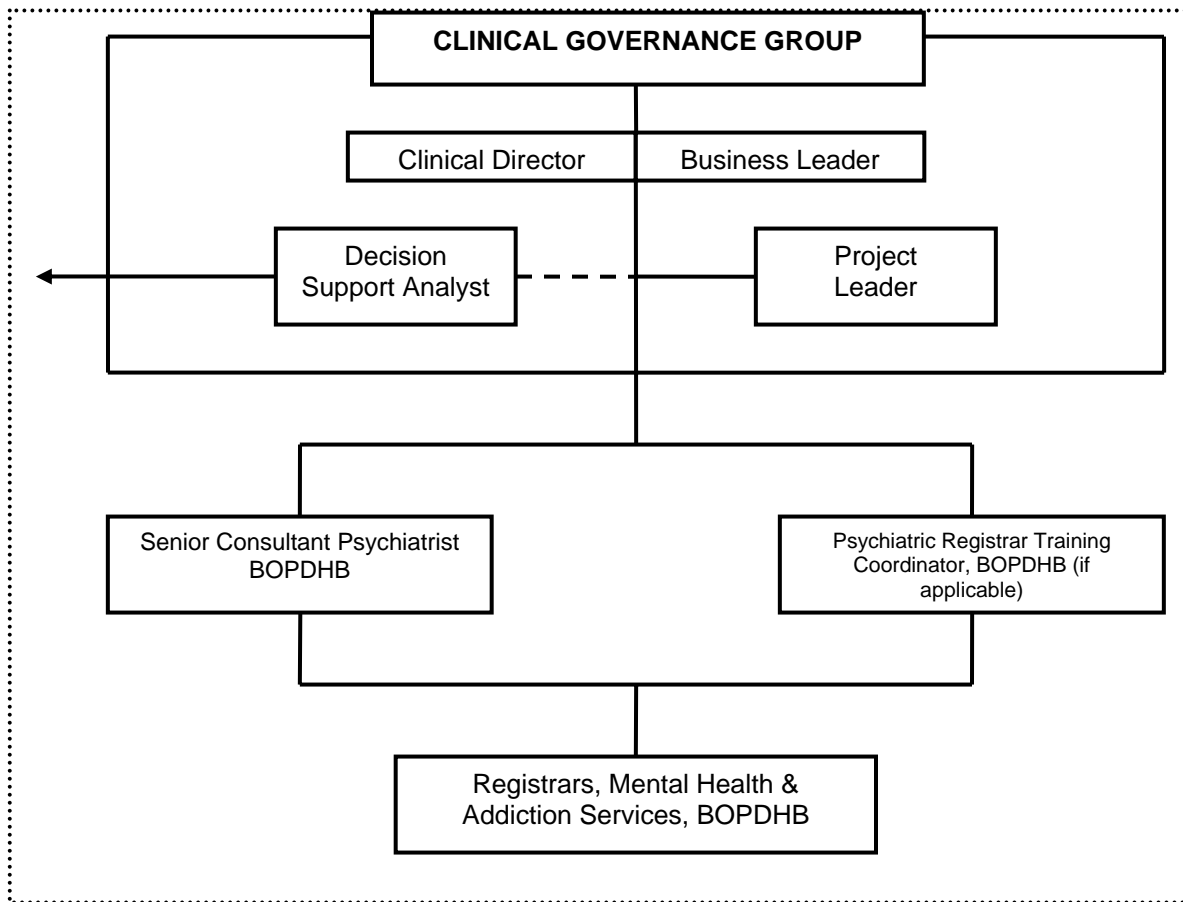 CLINICAL GOVERNANCE GROUP
Clinical Director
Business Leader
Decision
Support Analyst
Project
Leader
Senior Consultant Psychiatrist
BOPDHB
Psychiatric Registrar Training
Coordinator, BOPDHB (if
applicable)
Registrars, Mental Health &
Addiction Services, BOPDHB